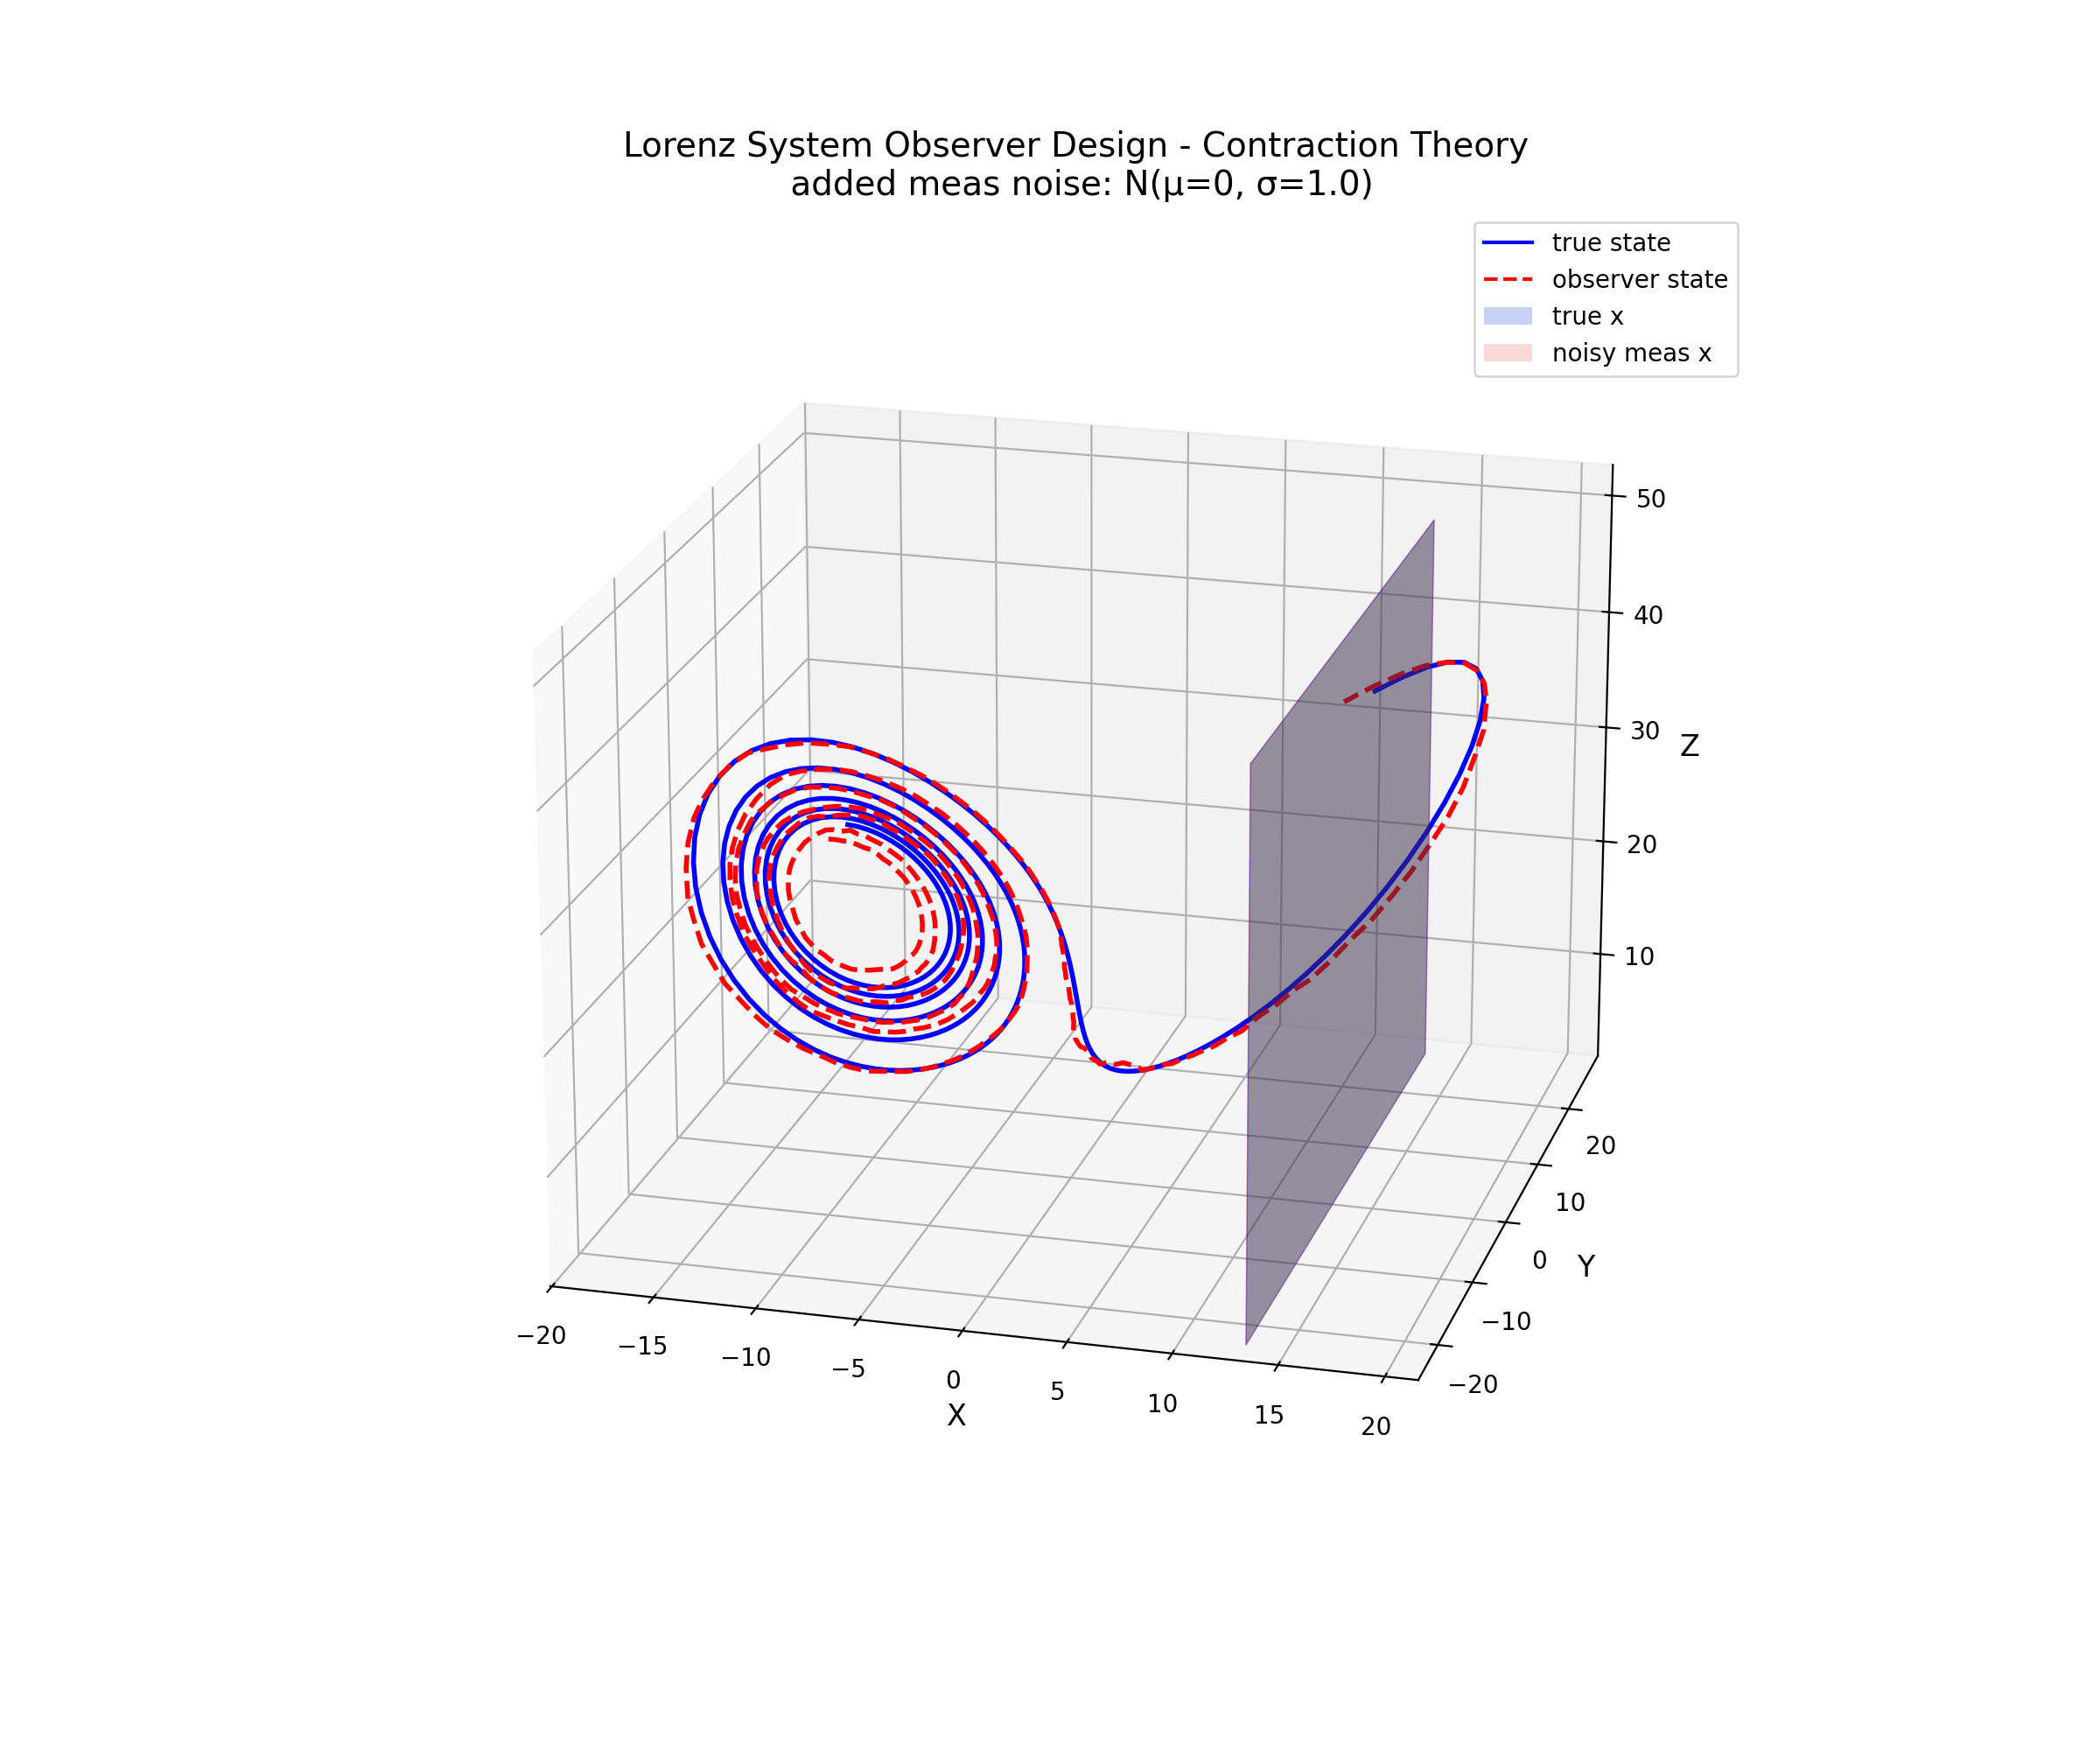 Lorenz System Observer Design - Contraction Theory
added meas noise: N(μ=0, σ=1.0)
true state
observer state
true x
noisy meas x
50
40
30
20
10
Z
20
10
0
−10
−20
Y
−20
−15
−10
−5
0
5
10
15
20
X